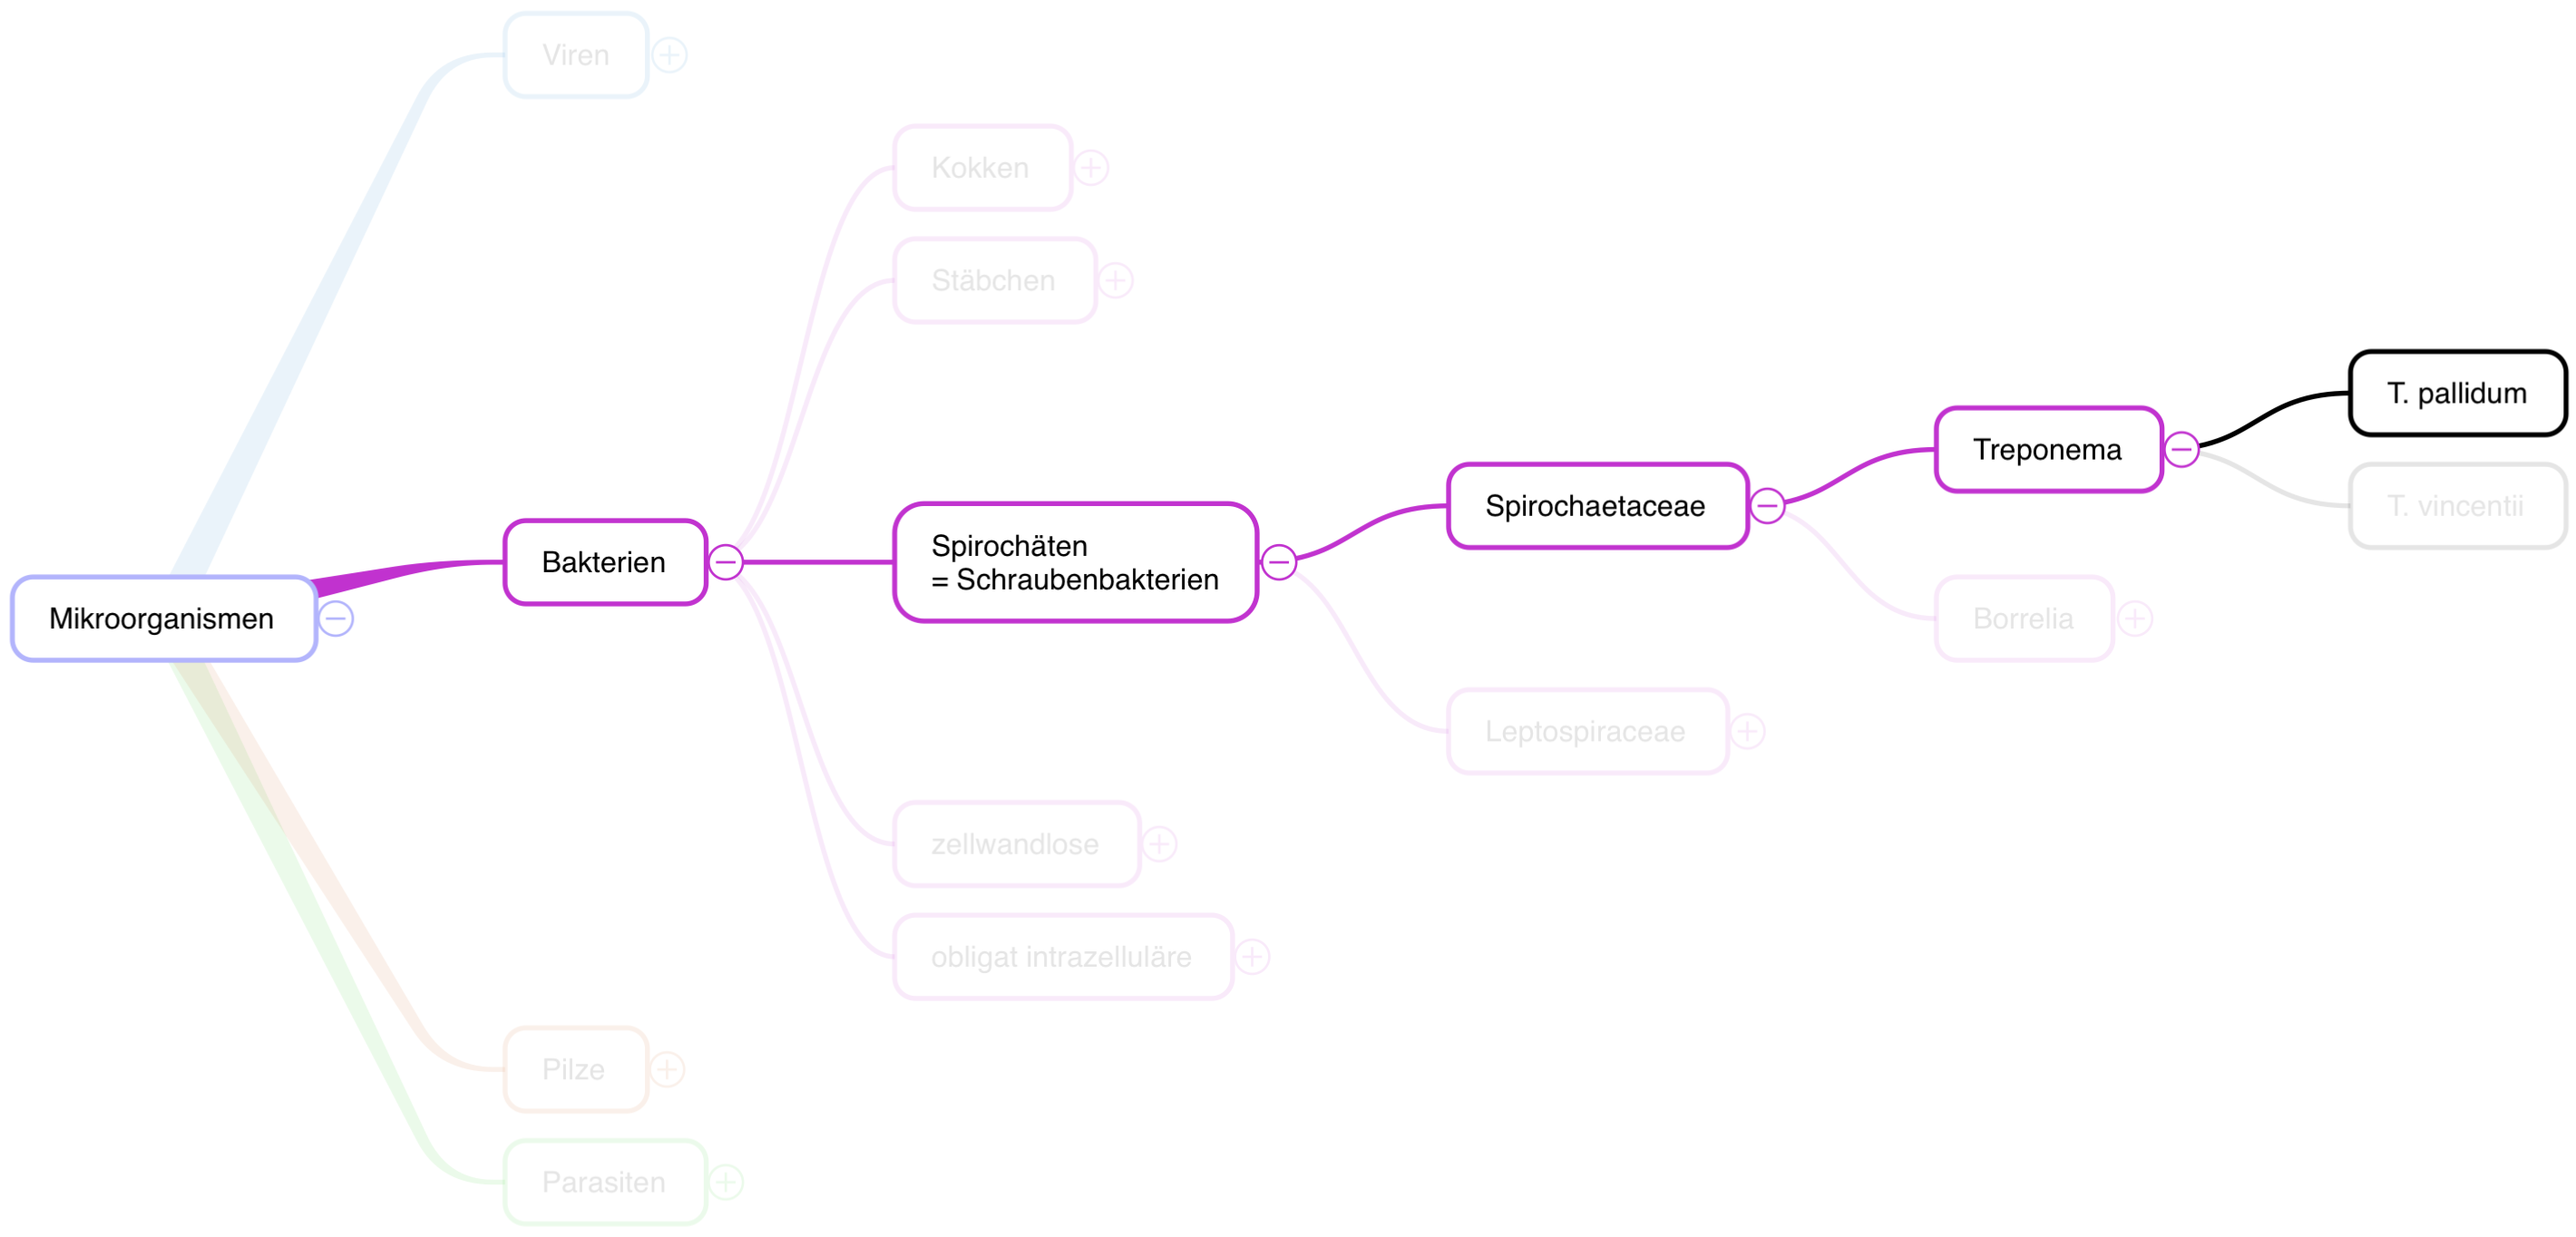 Viren
Kokken
Stäbchen
T. pallidum
Treponema
Spirochaetaceae
T. vincentii
Spirochäten
= Schraubenbakterien
Bakterien
Mikroorganismen
Borrelia
Leptospiraceae
zellwandlose
obligat intrazelluläre
Pilze
Parasiten